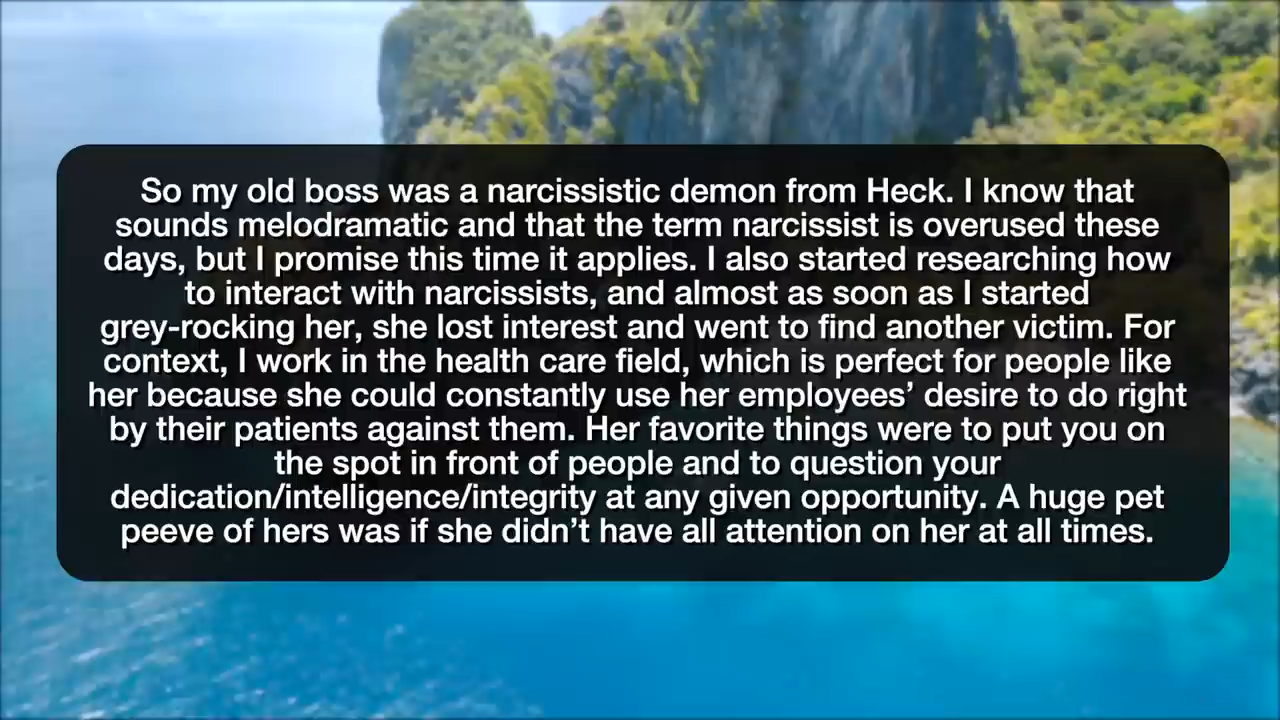 So my old boss was a narcissistic demon from Heck. I know that
sounds melodramatic and that the term narcissist is overused these
days, but I promise this time it applies. I also started researching how
to interact with narcissists, and almost as soon as I started
grey-rocking her, she lost interest and went to find another victim. For
context, I work in the health care field, which is perfect for people like
her because she could constantly use her employees’ desire to do right
by their patients against them. Her favorite things were to put you on
the spot in front of people and to question your
dedication/intelligence/integrity at any given opportunity. A huge pet
peeve of hers was if she didn’t have all attention on her at all times.